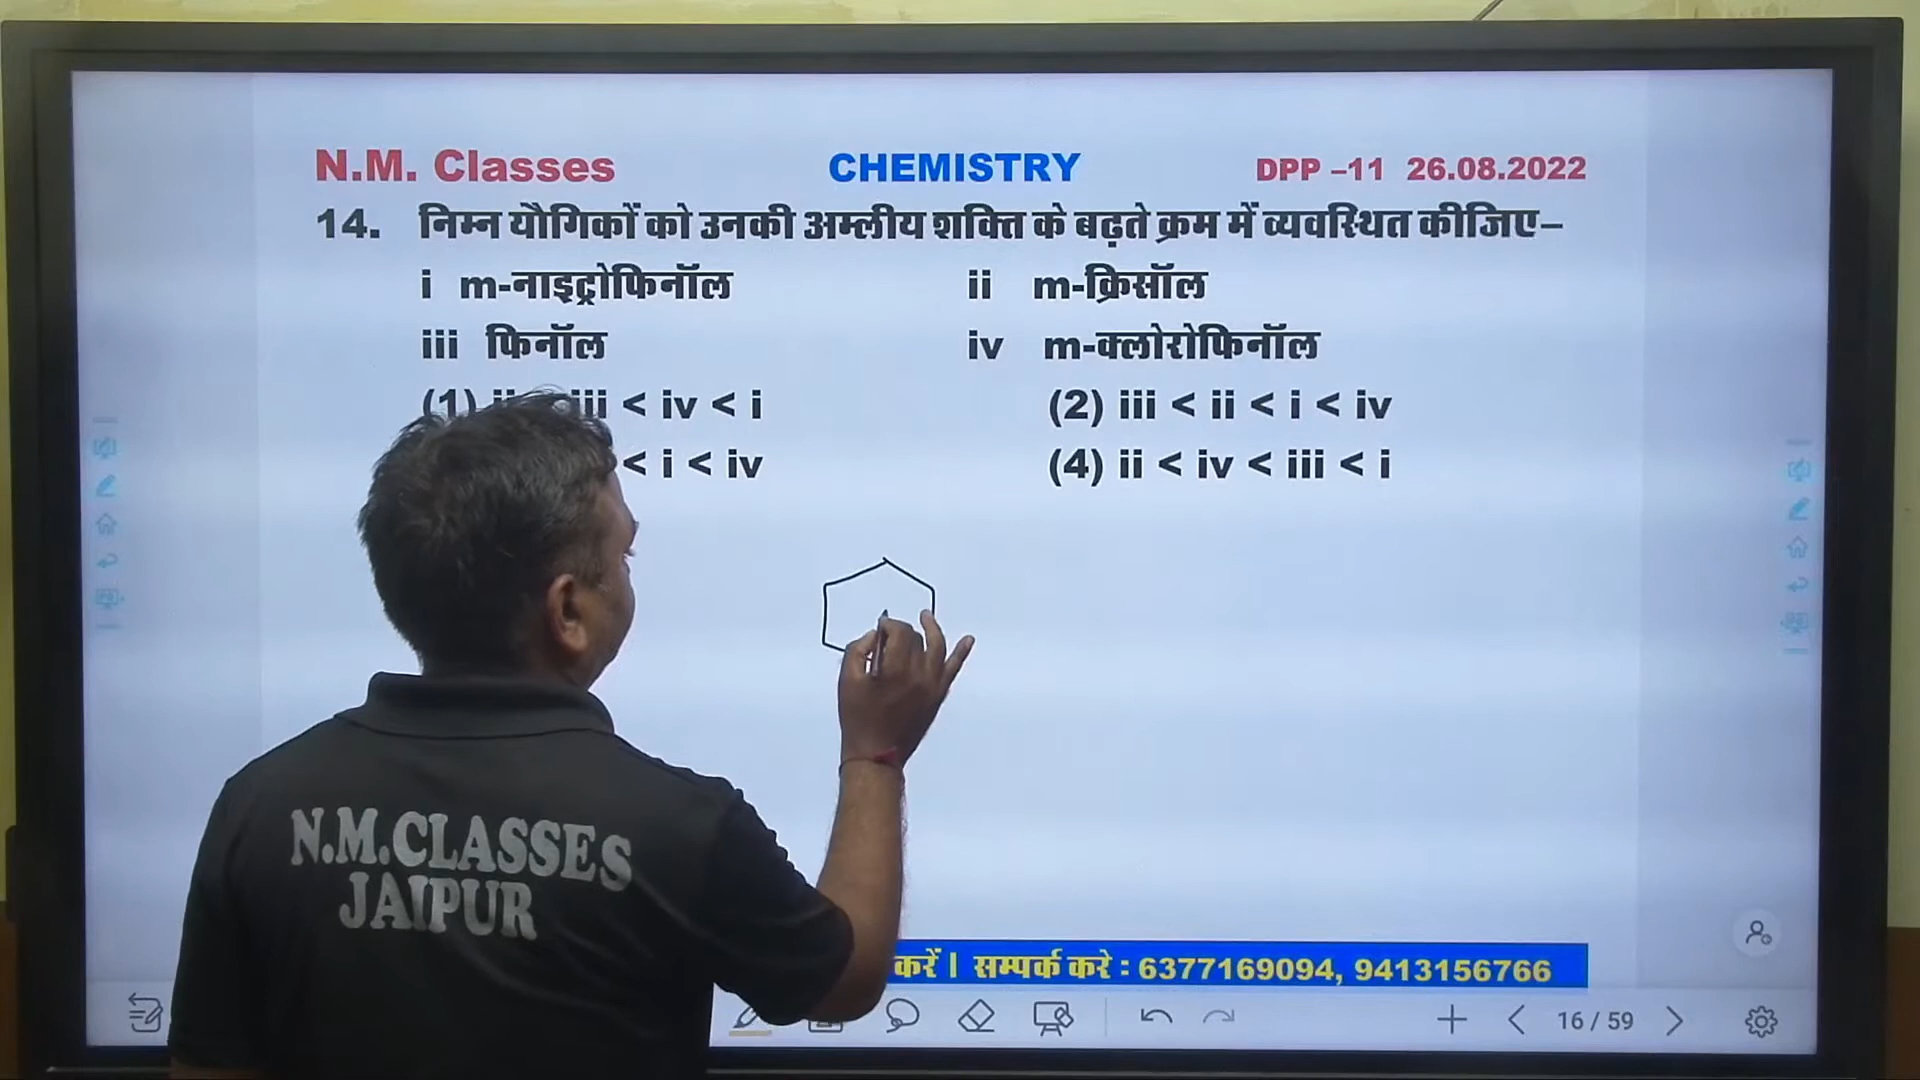 N.M. Classes CHEMISTRY DPP –11 26.08.2022
14. निम्न यौगिकों को उनकी अम्लीय शक्ति के बढ़ते क्रम में व्यवस्थित कीजिए–
i m-नाइट्रोफिनॉल ii m-क्रिसॉल
iii फिनॉल iv m-क्लोरोफिनॉल
(1) iii < iv < i (2) iii < ii < i < iv
< i < iv (4) ii < iv < iii < i
N.M.CLASSES
JAIPUR
करें। सम्पर्क करे : 6377169094, 9413156766
16 / 59